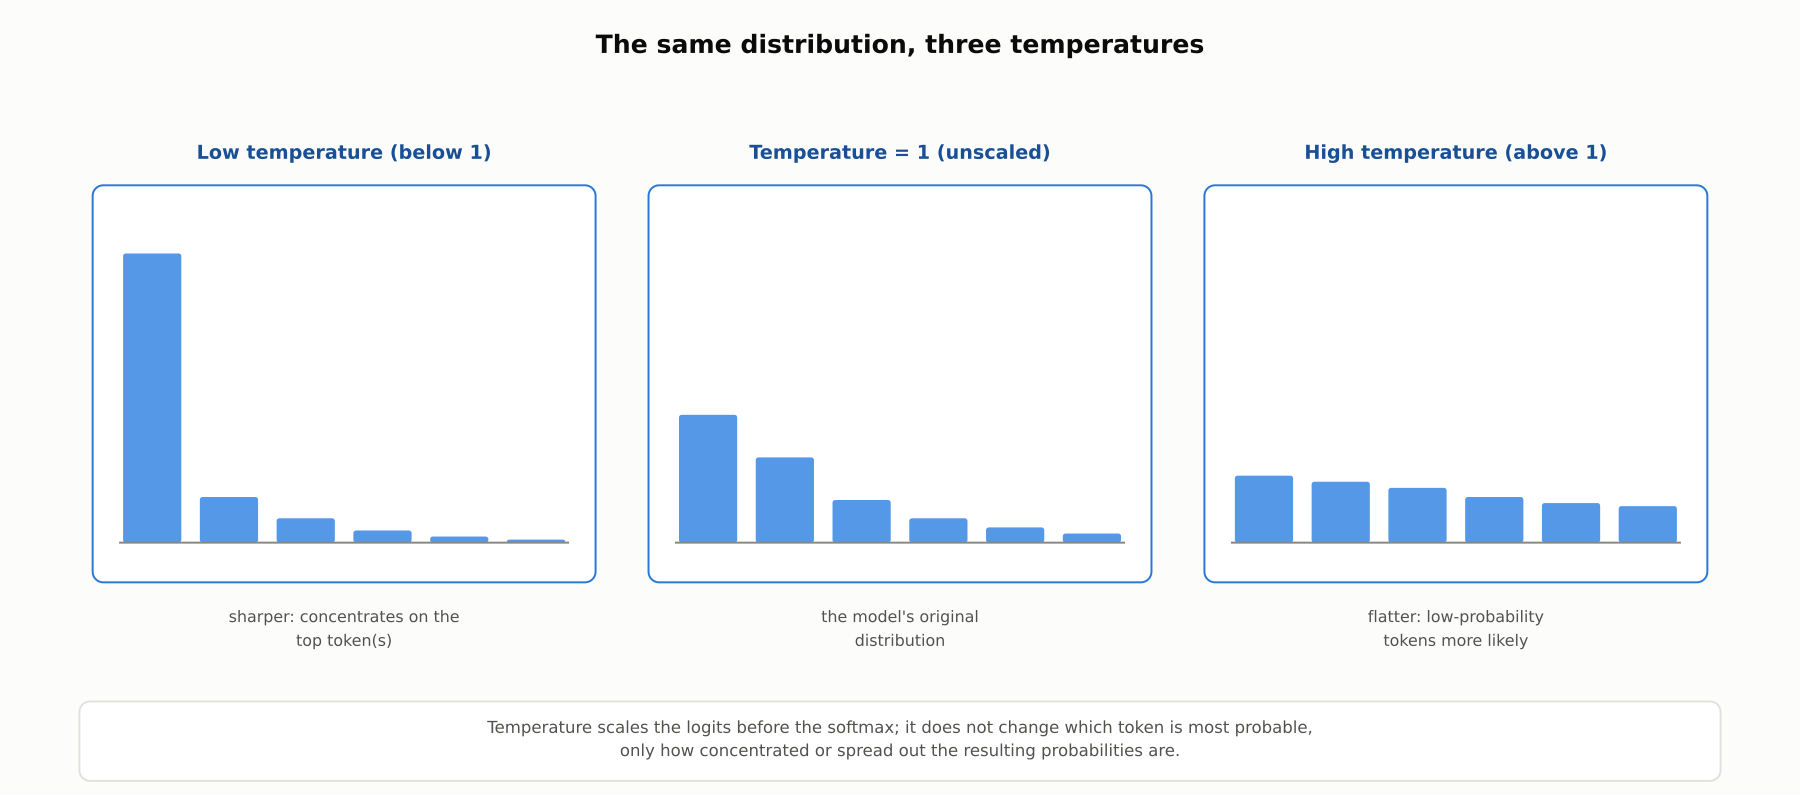 The same distribution, three temperatures
Low temperature (below 1)
Temperature = 1 (unscaled)
High temperature (above 1)
sharper: concentrates on the
top token(s)
the model's original
distribution
flatter: low-probability
tokens more likely
Temperature scales the logits before the softmax; it does not change which token is most probable,
only how concentrated or spread out the resulting probabilities are.